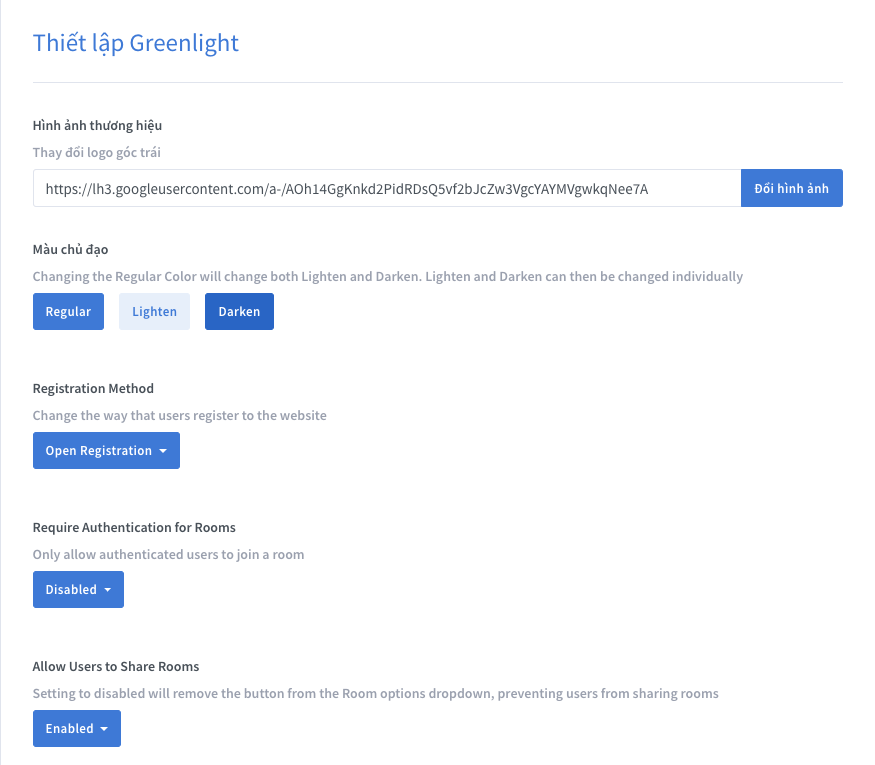 Thiết lập Greenlight
Hình ảnh thương hiệu
Thay đổi logo góc trái
https://lh3.googleusercontent.com/a-/AOh14GgKnkd2PidRDsQ5vf2bJcZw3VgcYAYMVgwkqNee7A
Đổi hình ảnh
Màu chủ đạo
Changing the Regular Color will change both Lighten and Darken. Lighten and Darken can then be changed individually
Regular Lighten Darken
Registration Method
Change the way that users register to the website
Open Registration
Require Authentication for Rooms
Only allow authenticated users to join a room
Disabled
Allow Users to Share Rooms
Setting to disabled will remove the button from the Room options dropdown, preventing users from sharing rooms
Enabled